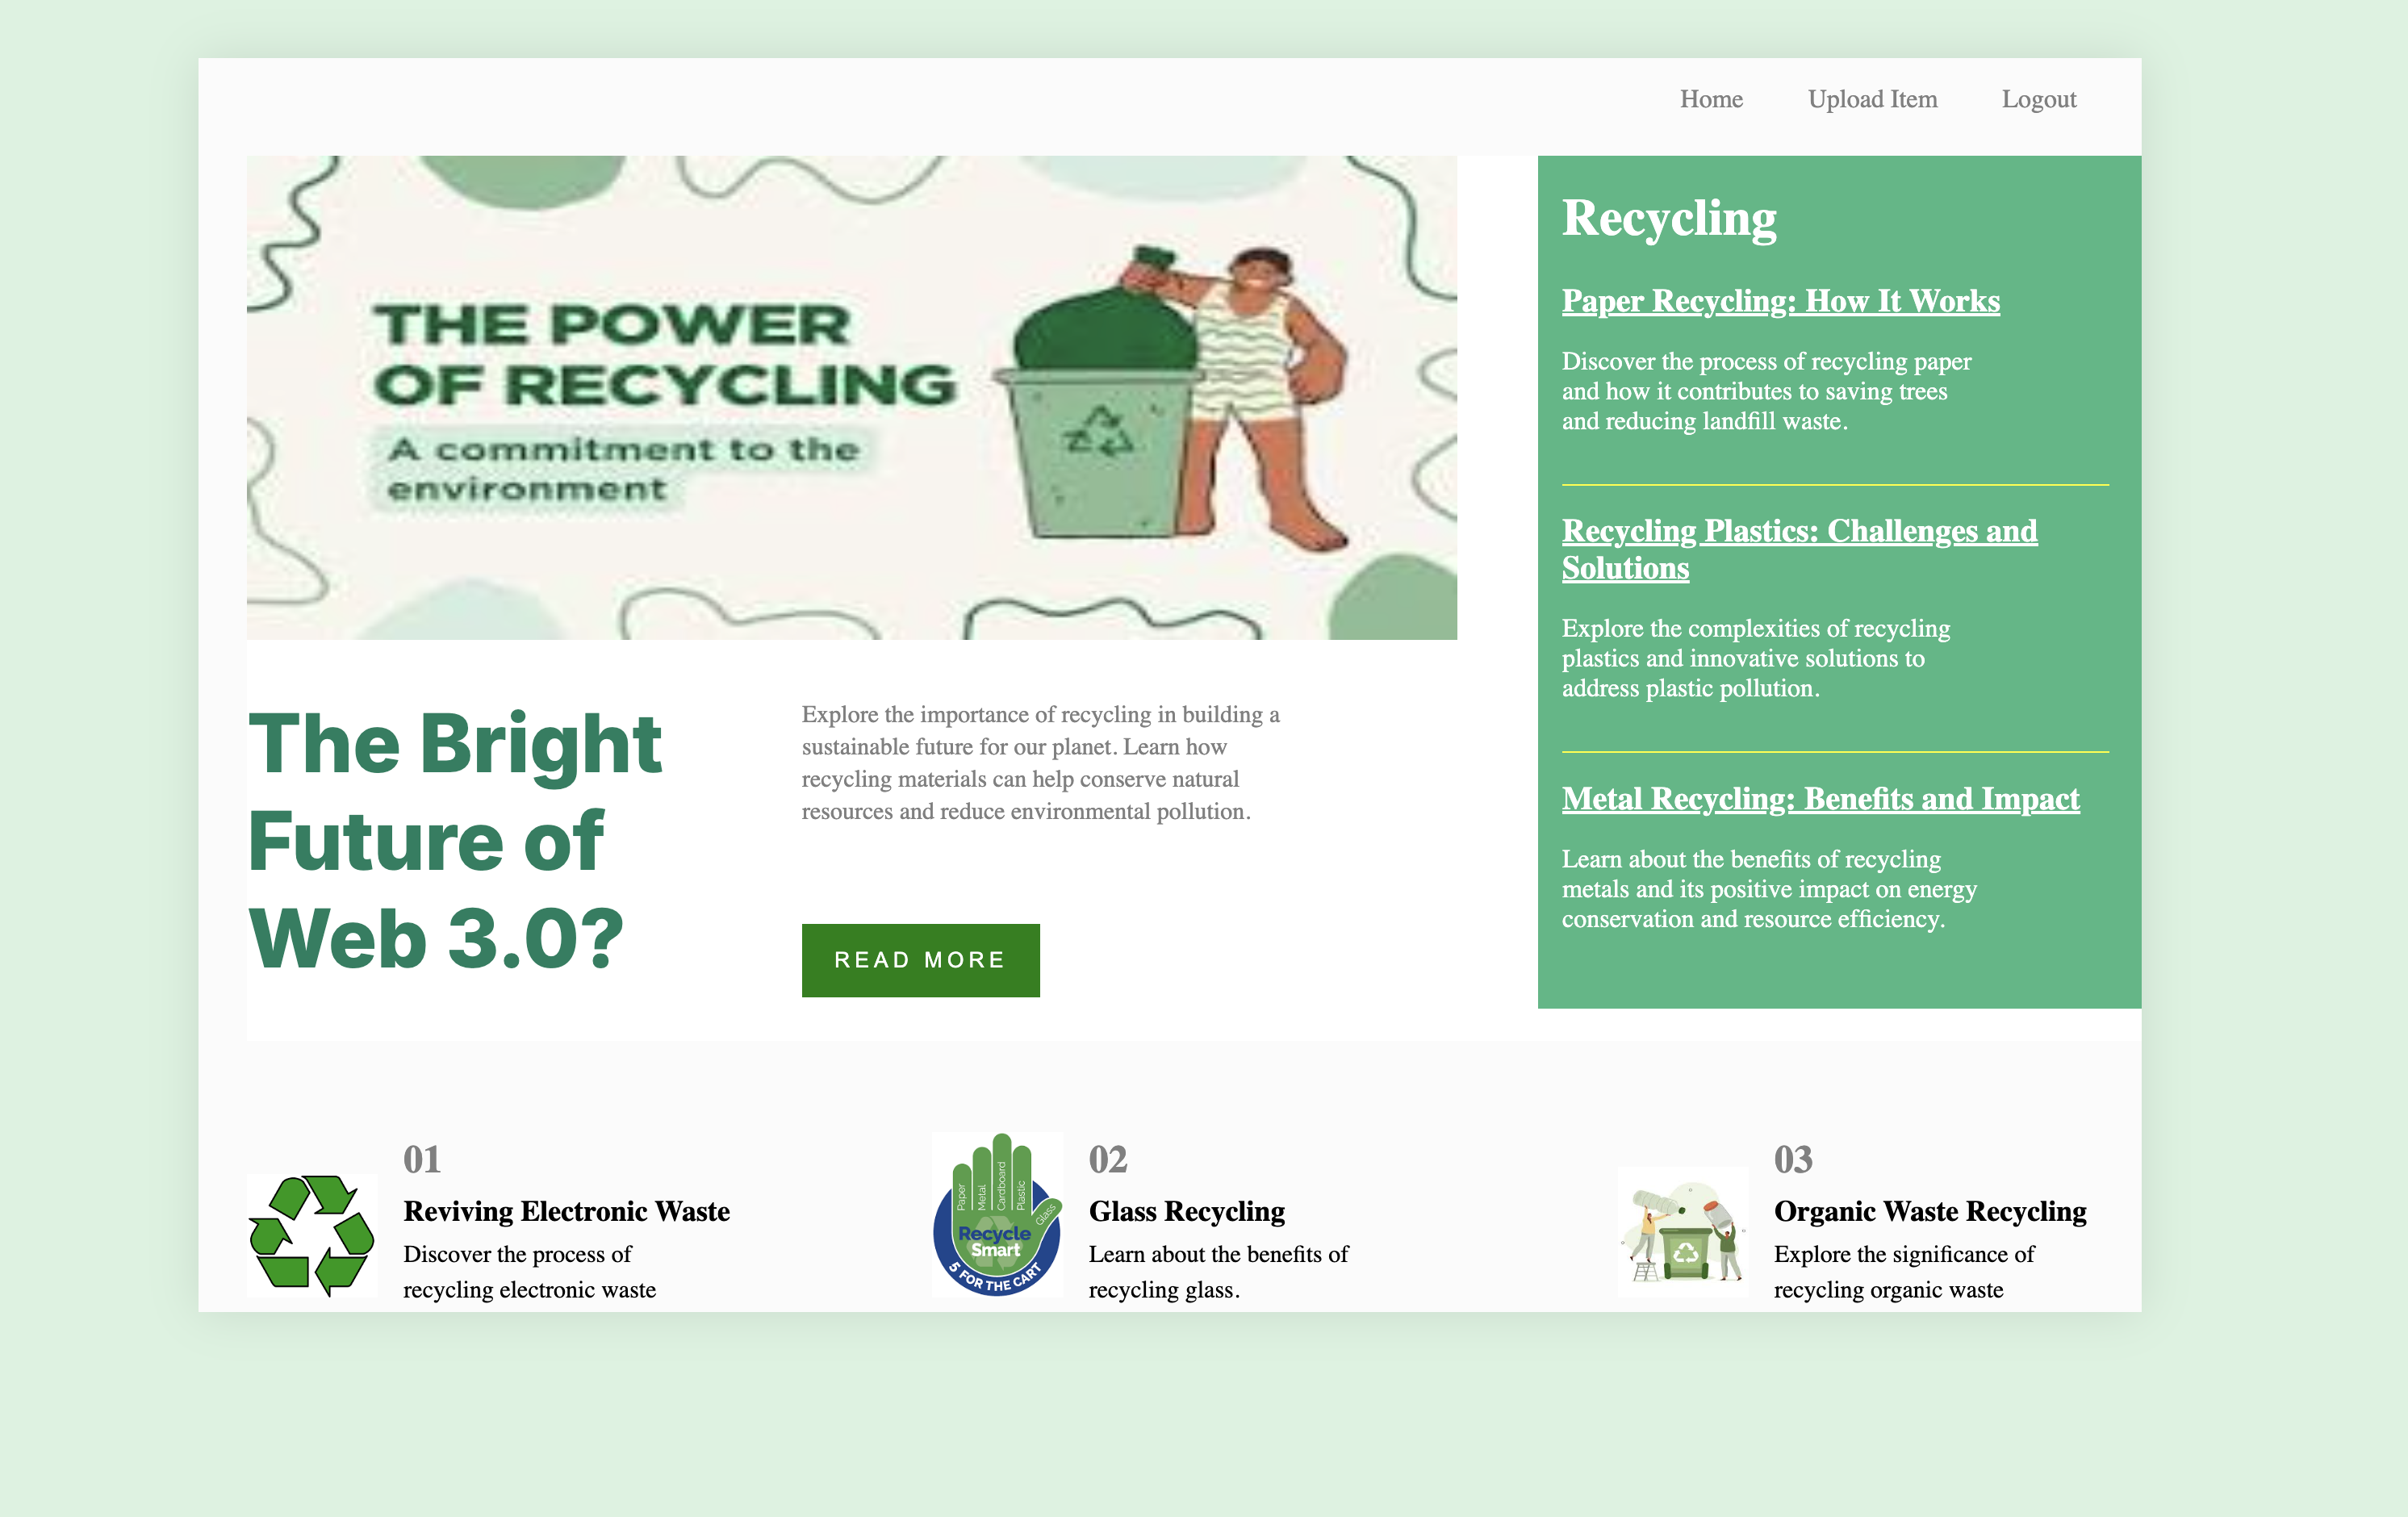 Home
Upload Item
Logout
THE POWER
OF RECYCLING
A commitment to the
environment
The Bright
Future of
Web 3.0?
Explore the importance of recycling in building a
sustainable future for our planet. Learn how
recycling materials can help conserve natural
resources and reduce environmental pollution.
READ MORE
Recycling
Paper Recycling: How It Works
Discover the process of recycling paper
and how it contributes to saving trees
and reducing landfill waste.
Recycling Plastics: Challenges and
Solutions
Explore the complexities of recycling
plastics and innovative solutions to
address plastic pollution.
Metal Recycling: Benefits and Impact
Learn about the benefits of recycling
metals and its positive impact on energy
conservation and resource efficiency.
01
Reviving Electronic Waste
Discover the process of
recycling electronic waste
Paper
Metal
Cardboard
Plastic
Glass
Recycle
Smart
5 FOR THE CART
02
Glass Recycling
Learn about the benefits of
recycling glass.
03
Organic Waste Recycling
Explore the significance of
recycling organic waste